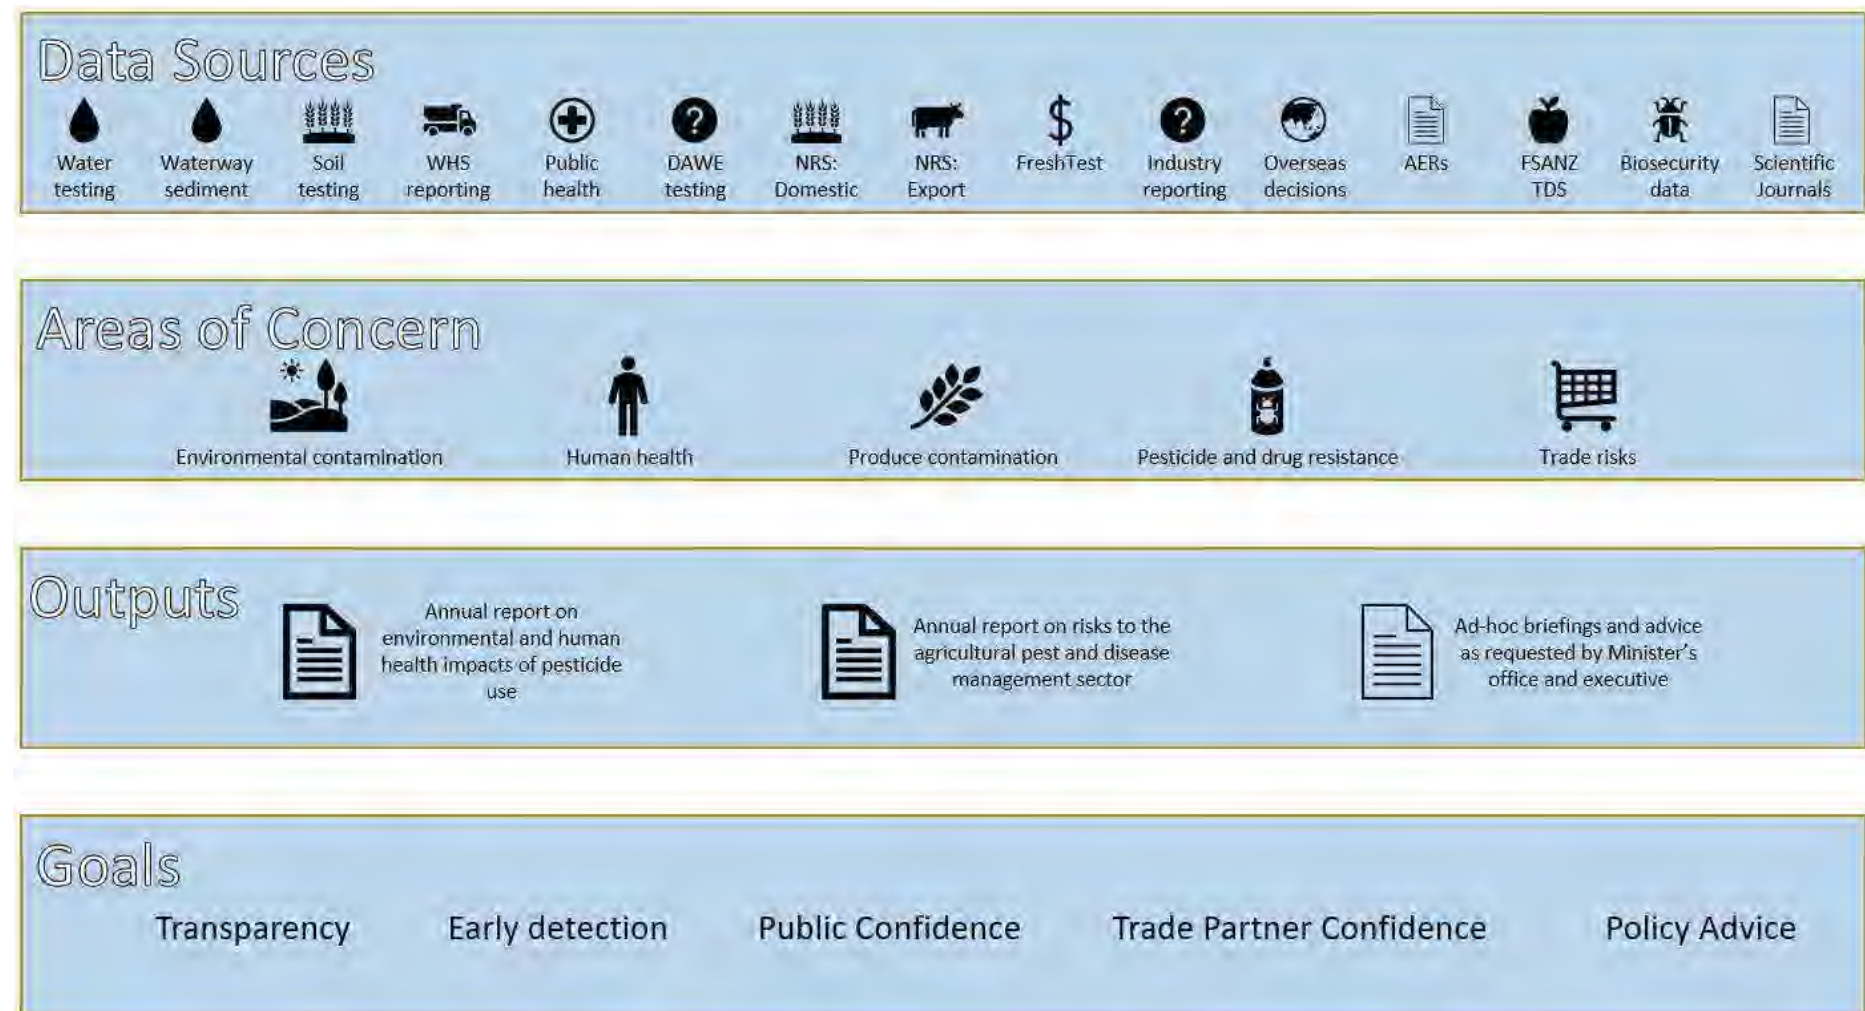 Data Sources
Water testing
Waterway sediment
Soil testing
WHS reporting
Public health
DAWE testing
NRS: Domestic
NRS: Export
$
FreshTest
?
Industry reporting
Overseas decisions
AERs
FSANZ TDS
Biosecurity data
Scientific Journals
Areas of Concern
Environmental contamination
Human health
Produce contamination
Pesticide and drug resistance
Trade risks
Outputs
Annual report on
environmental and human
health impacts of pesticide
use
Annual report on risks to the
agricultural pest and disease
management sector
Ad-hoc briefings and advice
as requested by Minister's
office and executive
Goals
Transparency
Early detection
Public Confidence
Trade Partner Confidence
Policy Advice